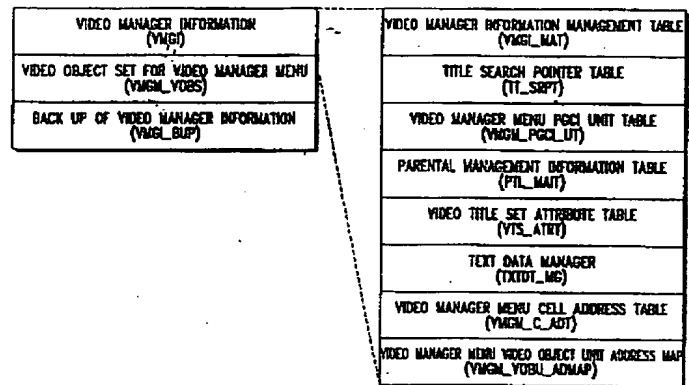 VIDEO MANAGER INFORMATION
(VMGI)
VIDEO OBJECT SET FOR VIDEO MANAGER MENU
(VMGM_VOBS)
BACK UP OF VIDEO MANAGER INFORMATION
(VMGI_BUP)
VIDEO MANAGER INFORMATION MANAGEMENT TABLE
(VMGI_MAT)
TITLE SEARCH POINTER TABLE
(TT_SRPT)
VIDEO MANAGER MENU PGCI UNIT TABLE
(VMGM_PGCI_UT)
PARENTAL MANAGEMENT INFORMATION TABLE
(PTL_MAIT)
VIDEO TITLE SET ATTRIBUTE TABLE
(VTS_ATRT)
TEXT DATA MANAGER
(TXTDT_MG)
VIDEO MANAGER MENU CELL ADDRESS TABLE
(VMGM_C_ADT)
VIDEO MANAGER MENU VIDEO OBJECT UNIT ADDRESS MAP
(VMGM_VOBU_ADMAP)